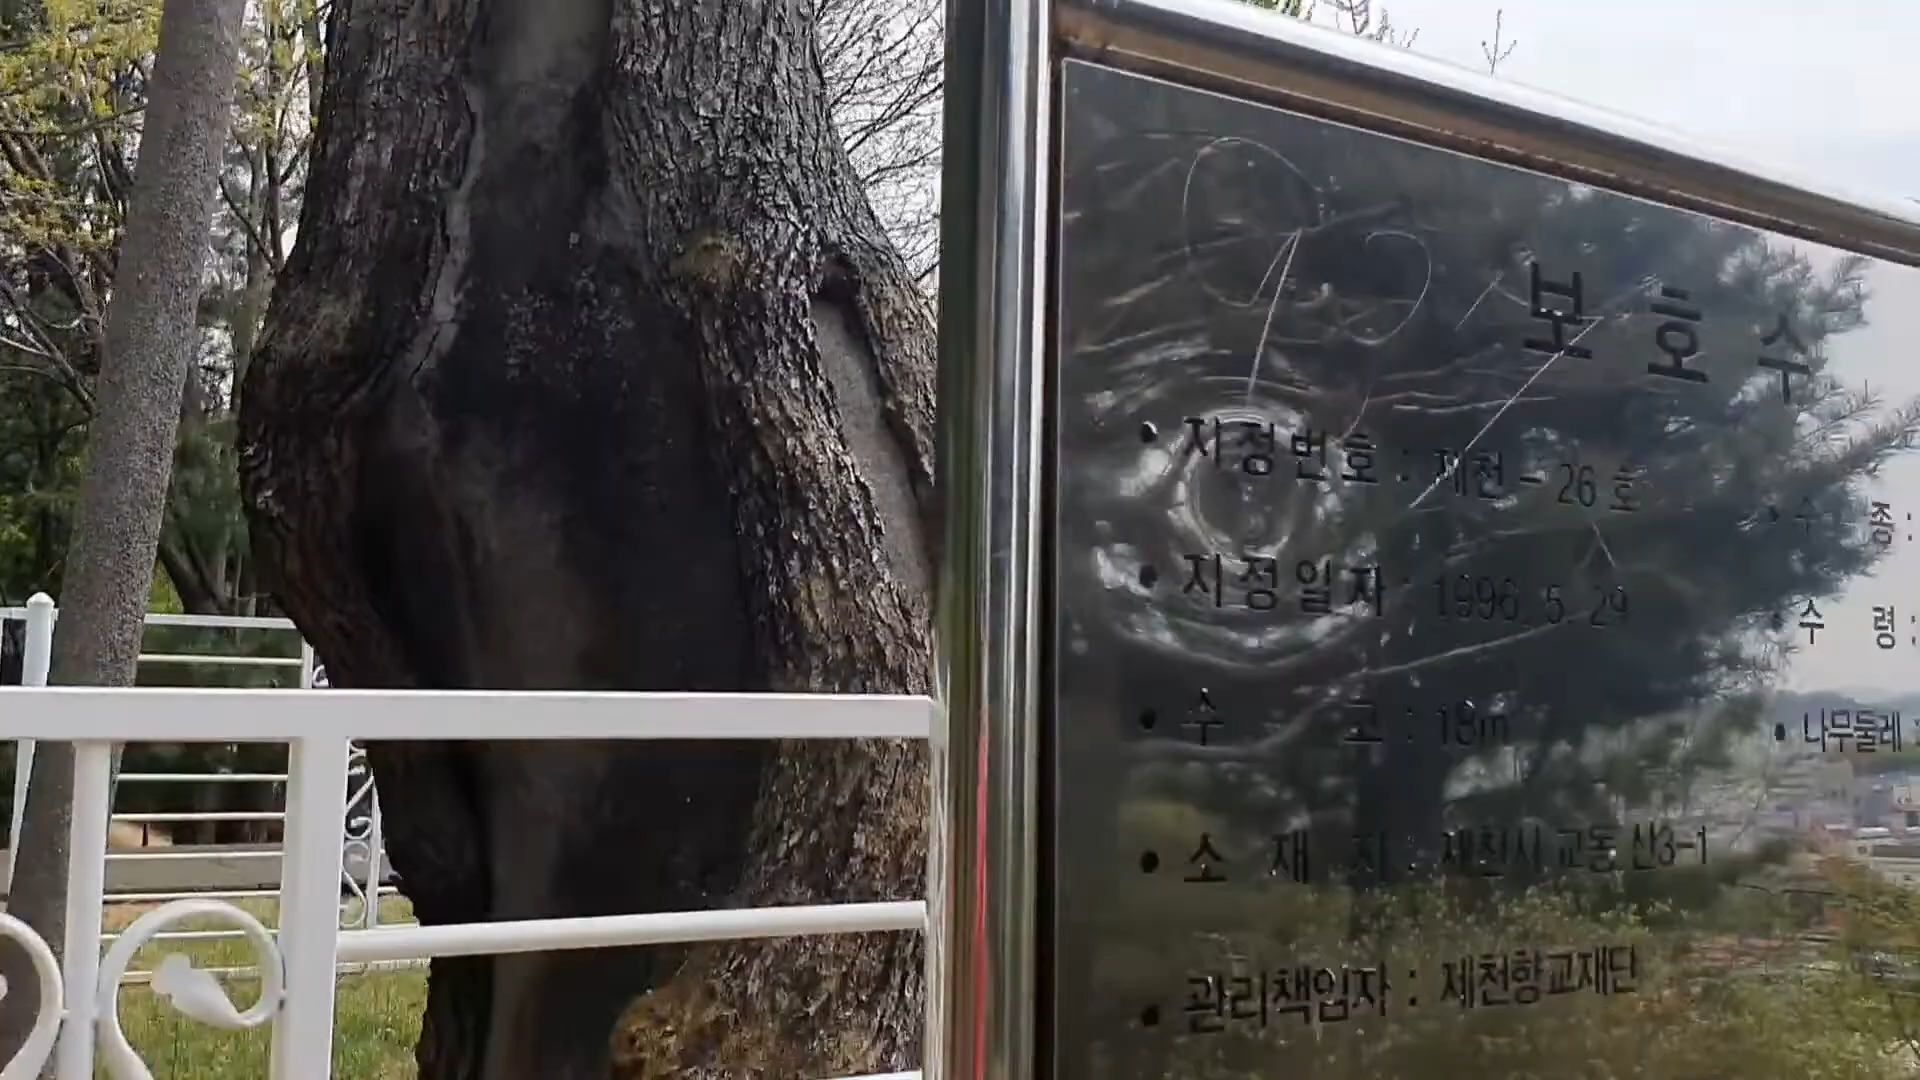 보호수
• 지정번호 : 제천 - 26 호
• 수 종 :
• 지정일자 : 1996. 5. 29
• 수 령 :
• 수 고 : 18m
• 나무둘레 :
• 소재지 : 제천시 교동 산3-1
• 관리책임자 : 제천향교재단